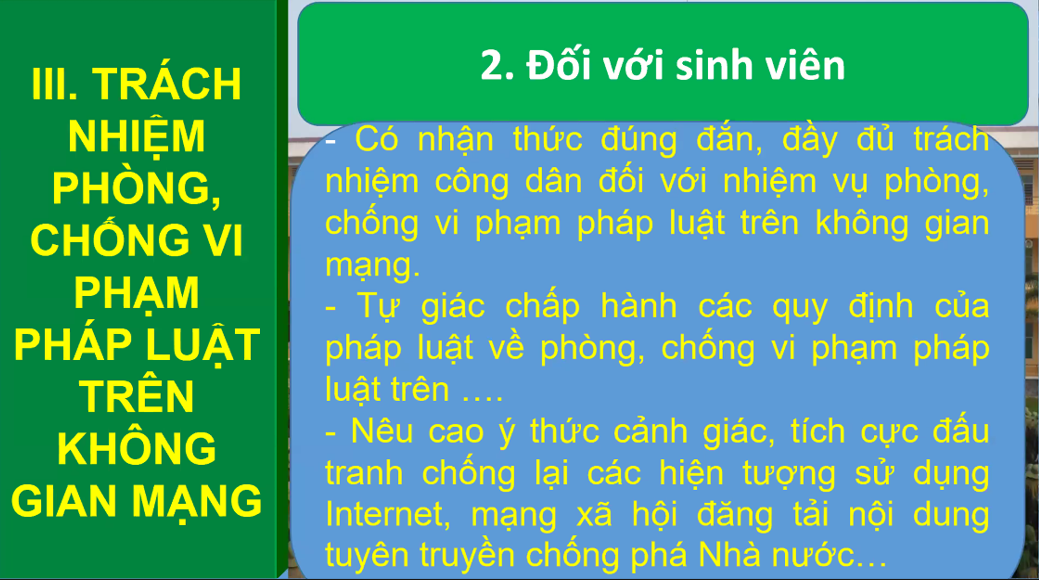 III. TRÁCH
NHIỆM
PHÒNG,
CHỐNG VI
PHẠM
PHÁP LUẬT
TRÊN
KHÔNG
GIAN MẠNG
2. Đối với sinh viên
- Có nhận thức đúng đắn, đầy đủ trách
nhiệm công dân đối với nhiệm vụ phòng,
chống vi phạm pháp luật trên không gian
mạng.
- Tự giác chấp hành các quy định của
pháp luật về phòng, chống vi phạm pháp
luật trên ….
- Nêu cao ý thức cảnh giác, tích cực đấu
tranh chống lại các hiện tượng sử dụng
Internet, mạng xã hội đăng tải nội dung
tuyên truyền chống phá Nhà nước…